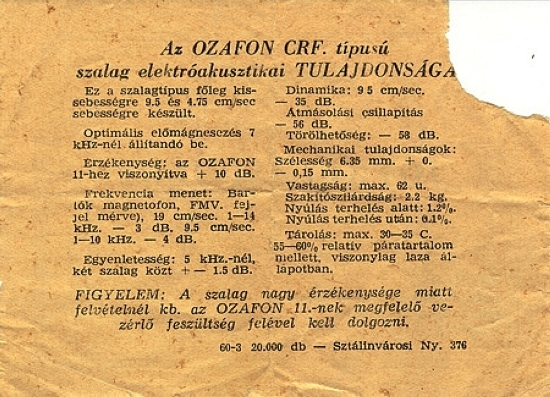 Az OZAFON CRF. típusú
szalag elektróakusztikai TULAJDONSÁGA
Ez a szalagtípus főleg kis-
sebességre 9.5 és 4.75 cm/sec
sebességre készült.
Optimális előmágnesezés 7
kHz-nél állítandó be.
Érzékenység; az OZAFON
11-hez viszonyítva + 10 dB.
Frekvencia menet: Bar-
tók magnetofon, FMV. fej-
jel mérve), 19 cm/sec. 1—14
kHz. — 3 dB, 9.5 cm/sec.
1—10 kHz. — 4 dB.
Egyenletesség: 5 kHz.-nél,
két szalag közt + — 1.5 dB.
Dinamika: 9 5 cm/sec.
— 35 dB.
Átmásolási csillapítás
— 56 dB.
Törölhetőség: — 58 dB.
Mechanikai tulajdonságok:
Szélesség 6.35 mm. + 0.
— 0,15 mm.
Vastagság: max. 62 u.
Szakítószilárdság: 2.2 kg.
Nyúlás terhelés alatt: 1.2%.
Nyúlás terhelés után: 0.1%.
Tárolás: max. 30—35 C.
55—60% relatív páratartalom
mellett, viszonylag laza ál-
lapotban.
FIGYELEM: A szalag nagy érzékenysége miatt
felvételnél kb. az OZAFON 11.-nek megfelelő ve-
zérlő feszültség felével kell dolgozni.
60-3 20.000 db — Sztálinvárosi Ny. 376